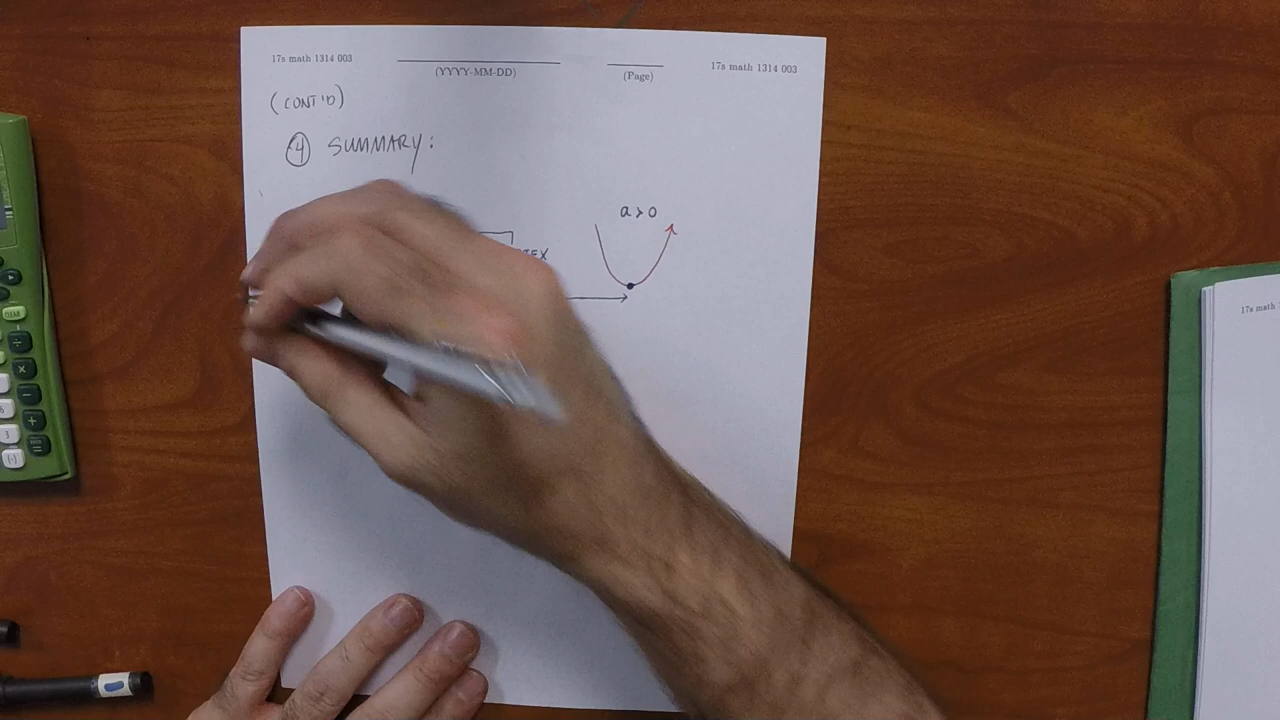 17s math 1314 003
(YYYY-MM-DD)
(Page)
17s math 1314 003
(CONT'D)
④ SUMMARY:
a > 0
17s math